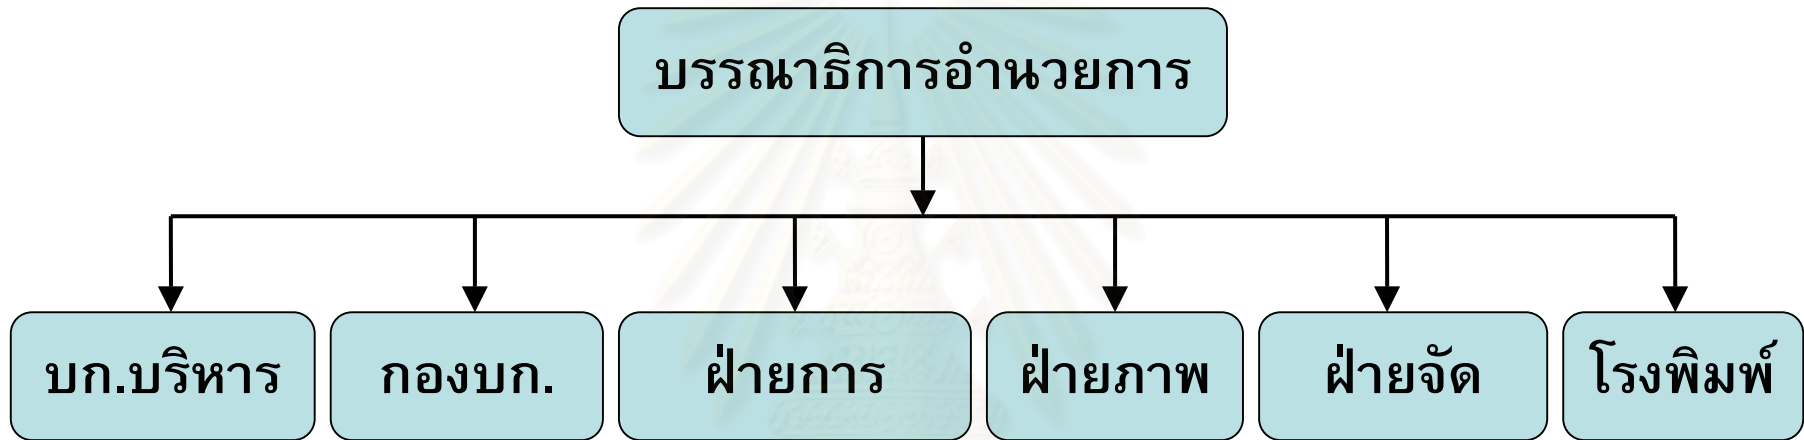 บรรณาธิการอำนวยการ
บก.บริหาร
กองบก.
ฝ่ายการ
ฝ่ายภาพ
ฝ่ายจัด
โรงพิมพ์